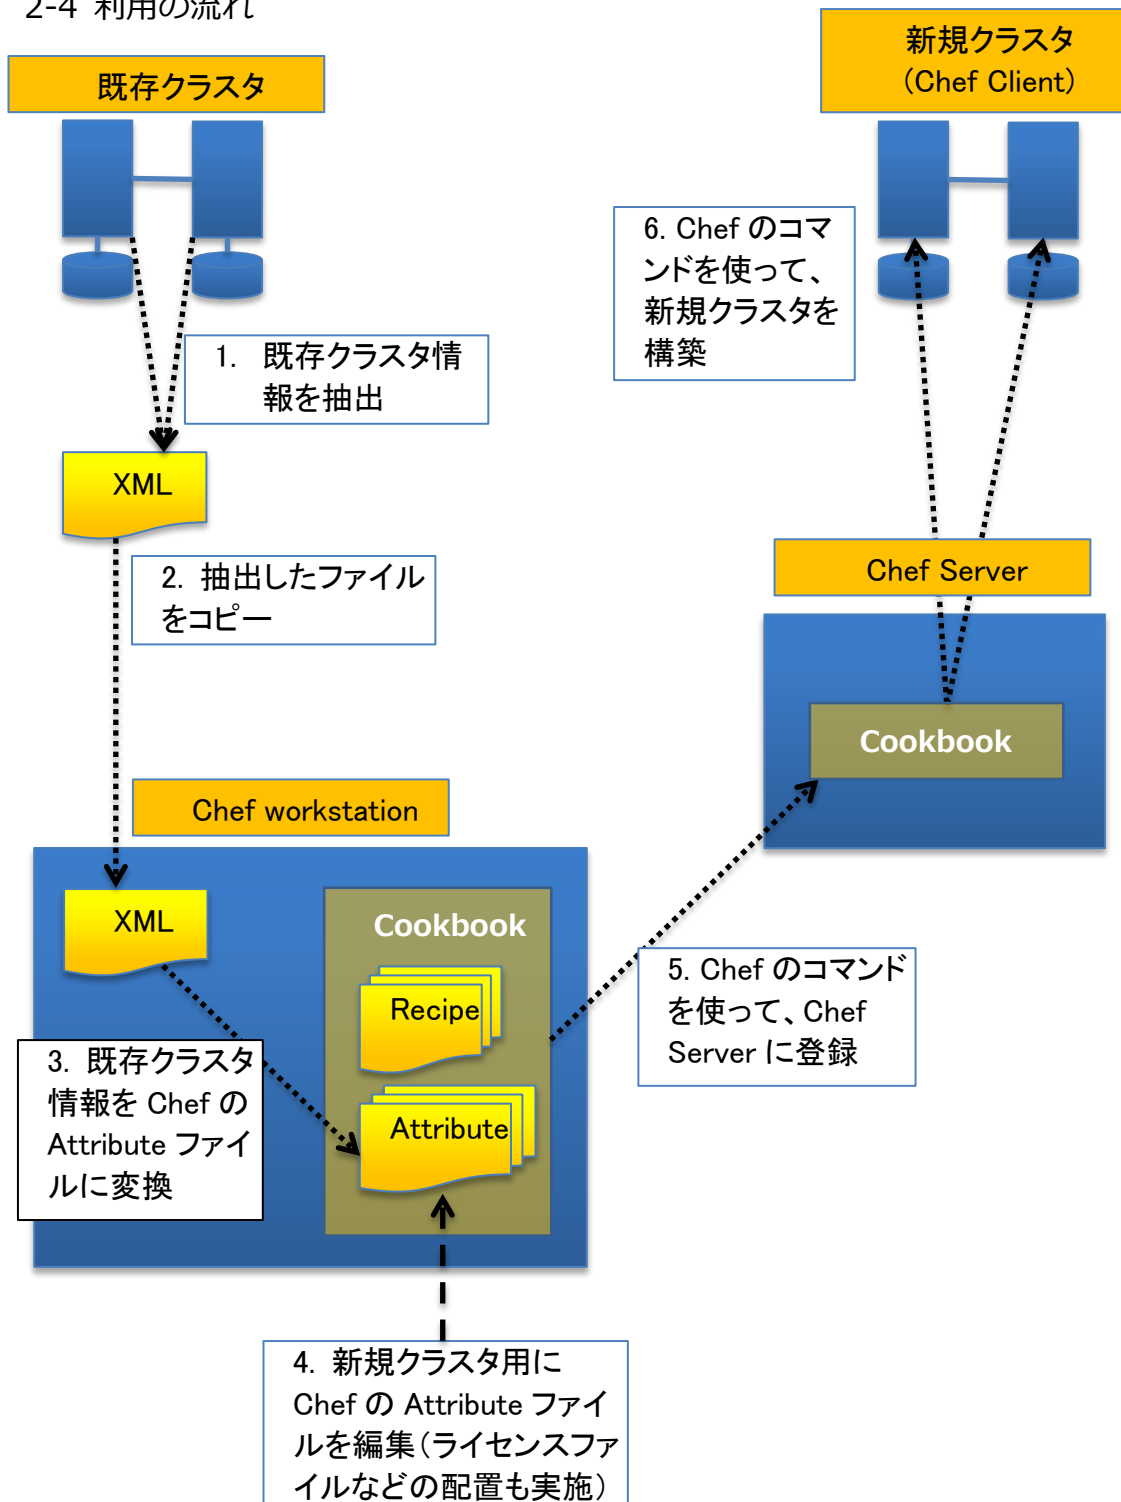 2-4 利用の流れ
既存クラスタ
新規クラスタ
(Chef Client)
6. Chef のコマ
ンドを使って、
新規クラスタを
構築
1. 既存クラスタ情
報を抽出
XML
2. 抽出したファイル
をコピー
Chef Server
Cookbook
Chef workstation
XML
Cookbook
Recipe
Attribute
3. 既存クラスタ
情報を Chef の
Attribute ファイ
ルに変換
5. Chef のコマンド
を使って、Chef
Server に登録
4. 新規クラスタ用に
Chef の Attribute ファイ
ルを編集(ライセンスファ
イルなどの配置も実施)